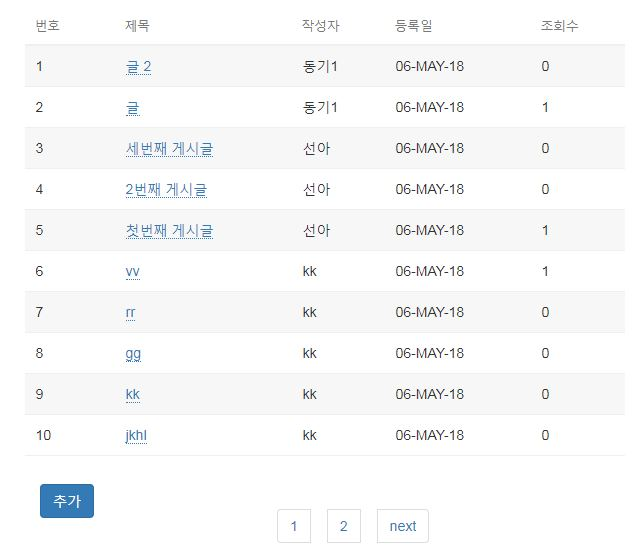 번호 제목 작성자 등록일 조회수
1 글 2 동기1 06-MAY-18 0
2 글 동기1 06-MAY-18 1
3 세번째 게시글 선아 06-MAY-18 0
4 2번째 게시글 선아 06-MAY-18 0
5 첫번째 게시글 선아 06-MAY-18 1
6 vv kk 06-MAY-18 1
7 rr kk 06-MAY-18 0
8 gg kk 06-MAY-18 0
9 kk kk 06-MAY-18 0
10 jkhl kk 06-MAY-18 0
추가
1 2 next